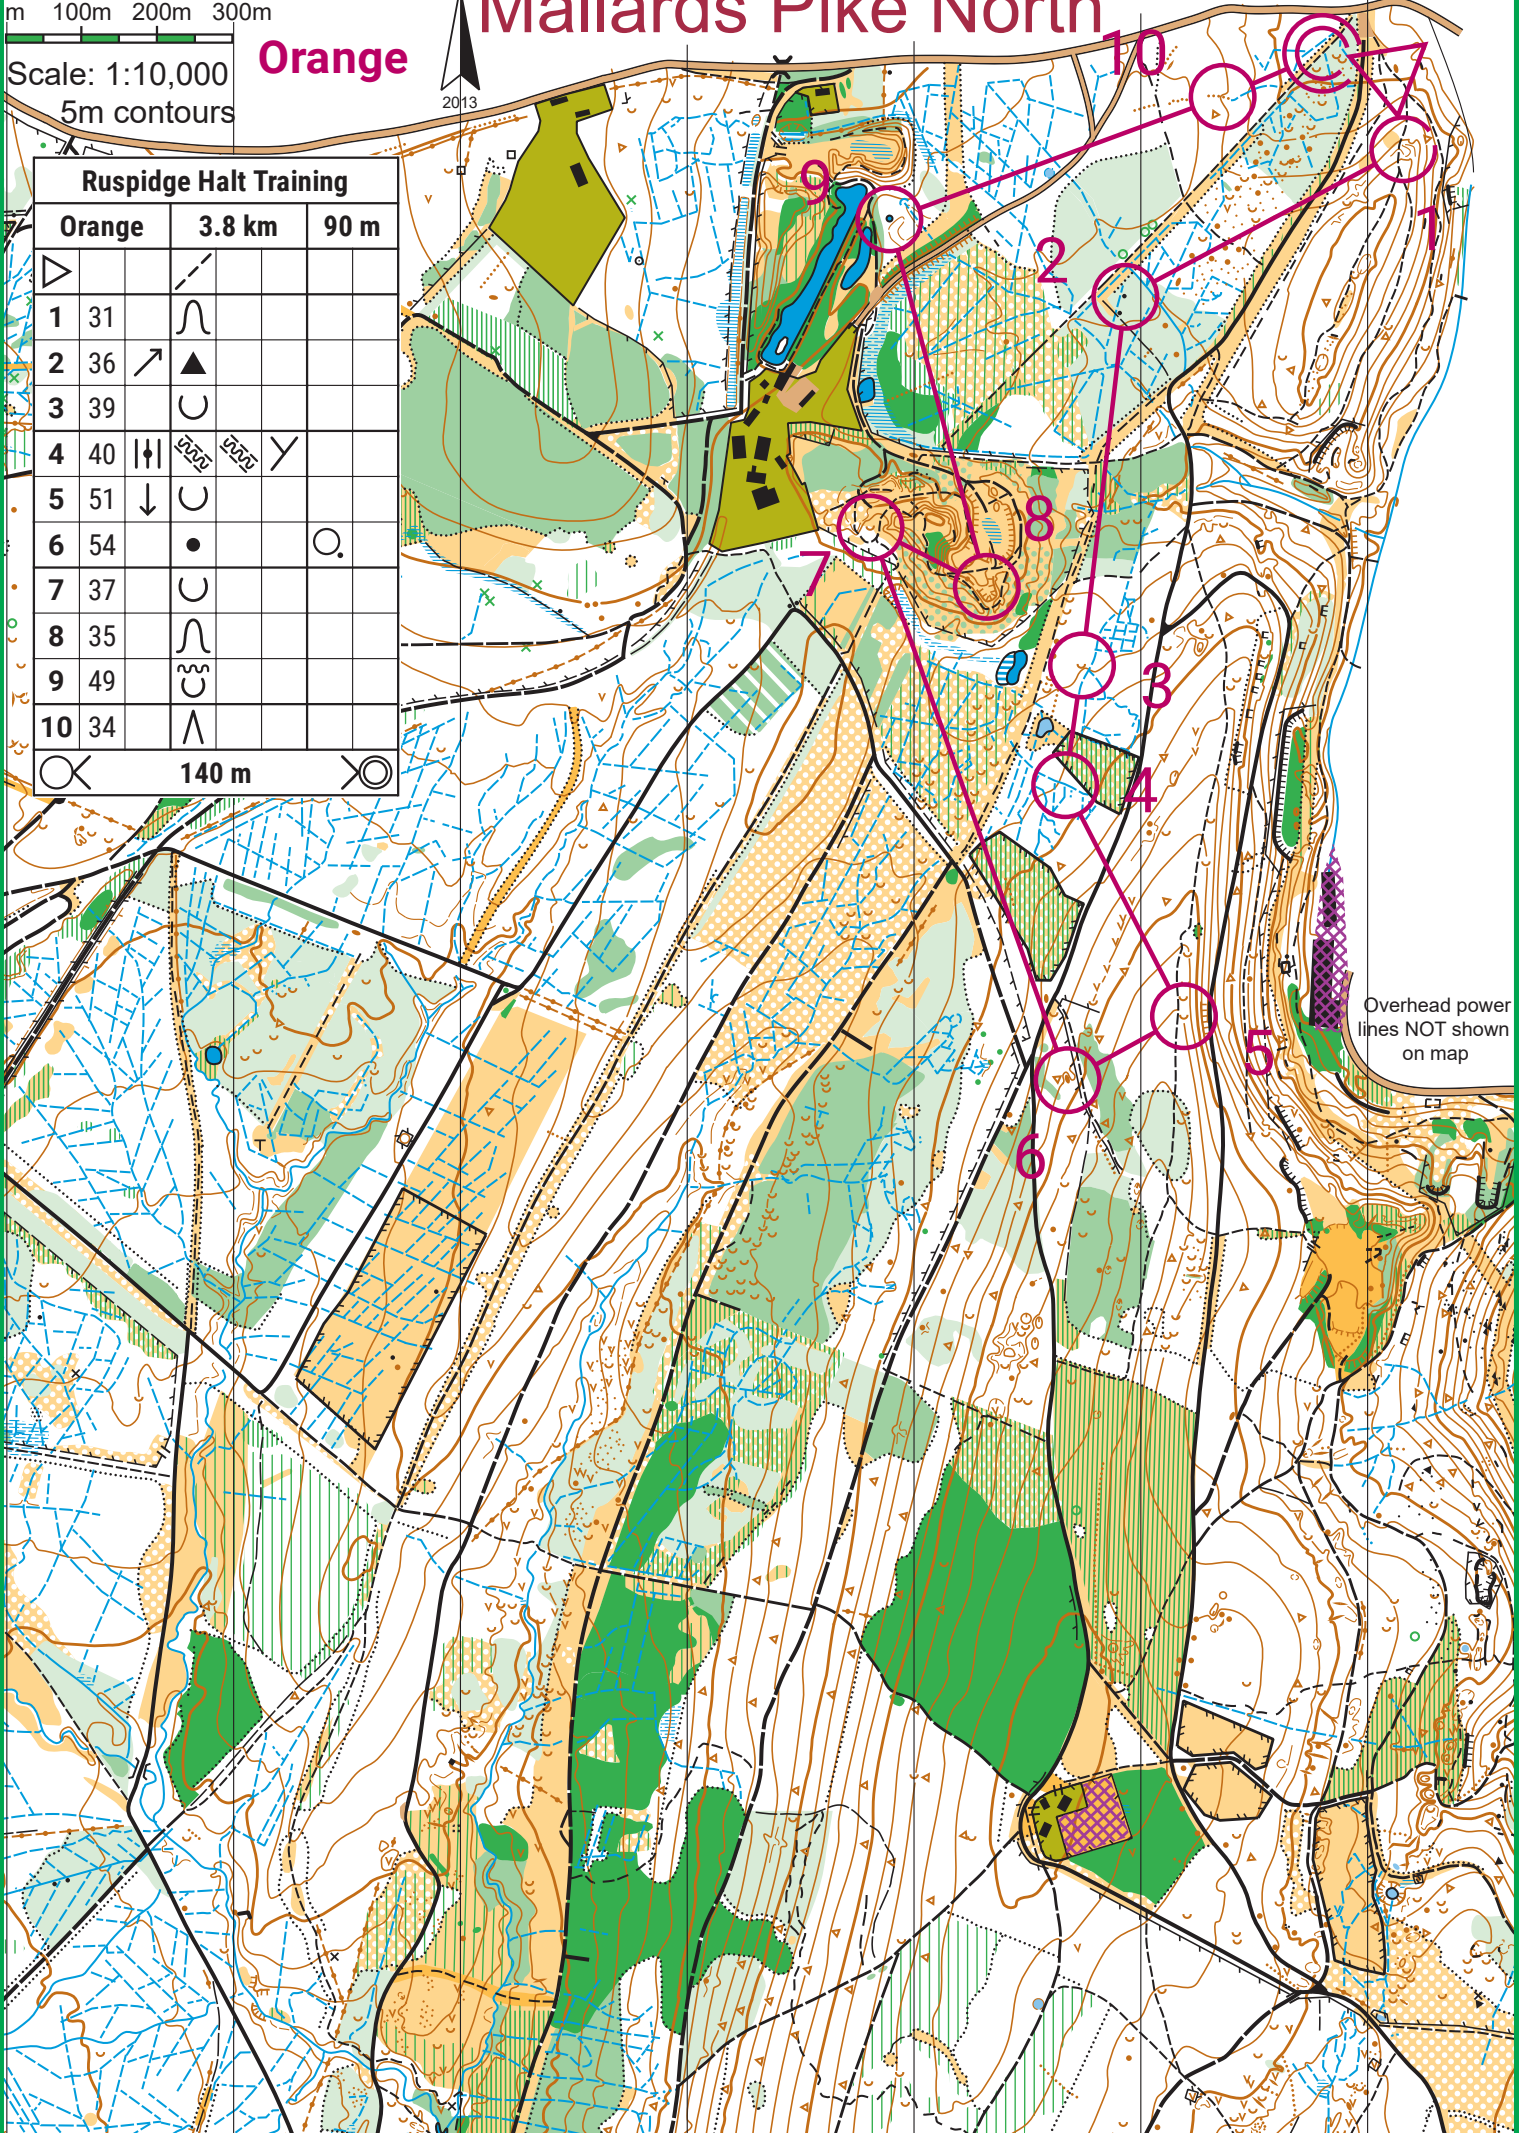 m 100m 200m 300m
Scale: 1:10,000
5m contours
Orange
2013
Mallards Pike North
Ruspidge Halt Training
Orange 3.8 km 90 m
1 31
2 36
3 39
4 40
5 51
6 54
7 37
8 35
9 49
10 34
140 m
10
9
1
2
8
7
3
4
5
6
Overhead power
lines NOT shown
on map